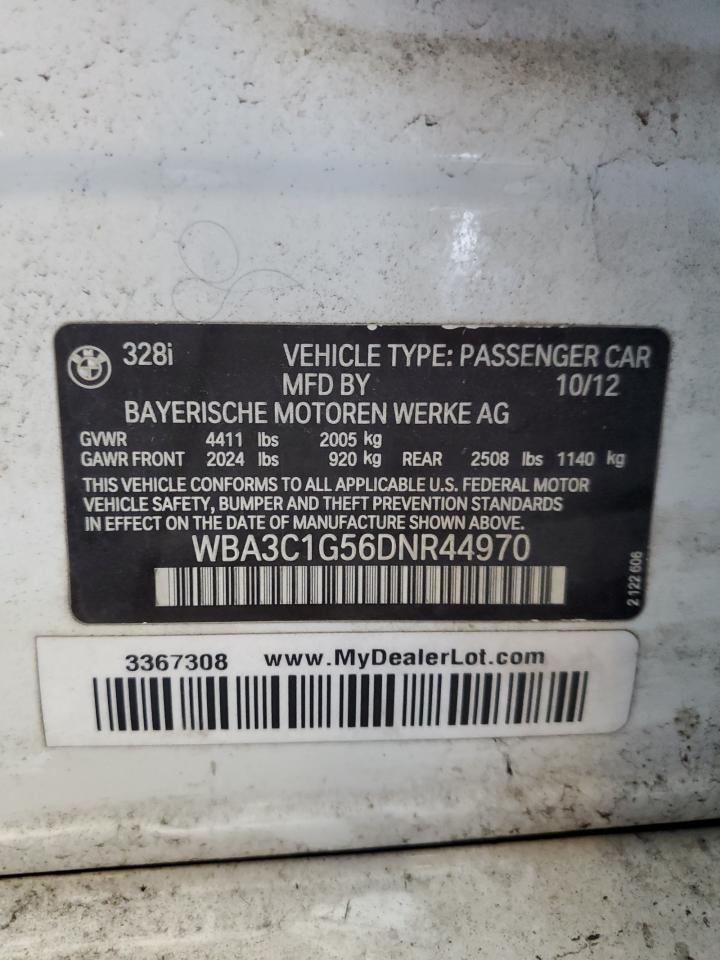 328i VEHICLE TYPE: PASSENGER CAR
MFD BY 10/12
BAYERISCHE MOTOREN WERKE AG
GVWR 4411 lbs 2005 kg
GAWR FRONT 2024 lbs 920 kg REAR 2508 lbs 1140 kg
THIS VEHICLE CONFORMS TO ALL APPLICABLE U.S. FEDERAL MOTOR
VEHICLE SAFETY, BUMPER AND THEFT PREVENTION STANDARDS
IN EFFECT ON THE DATE OF MANUFACTURE SHOWN ABOVE.
WBA3C1G56DNR44970
2 122 606
3367308 www.MyDealerLot.com